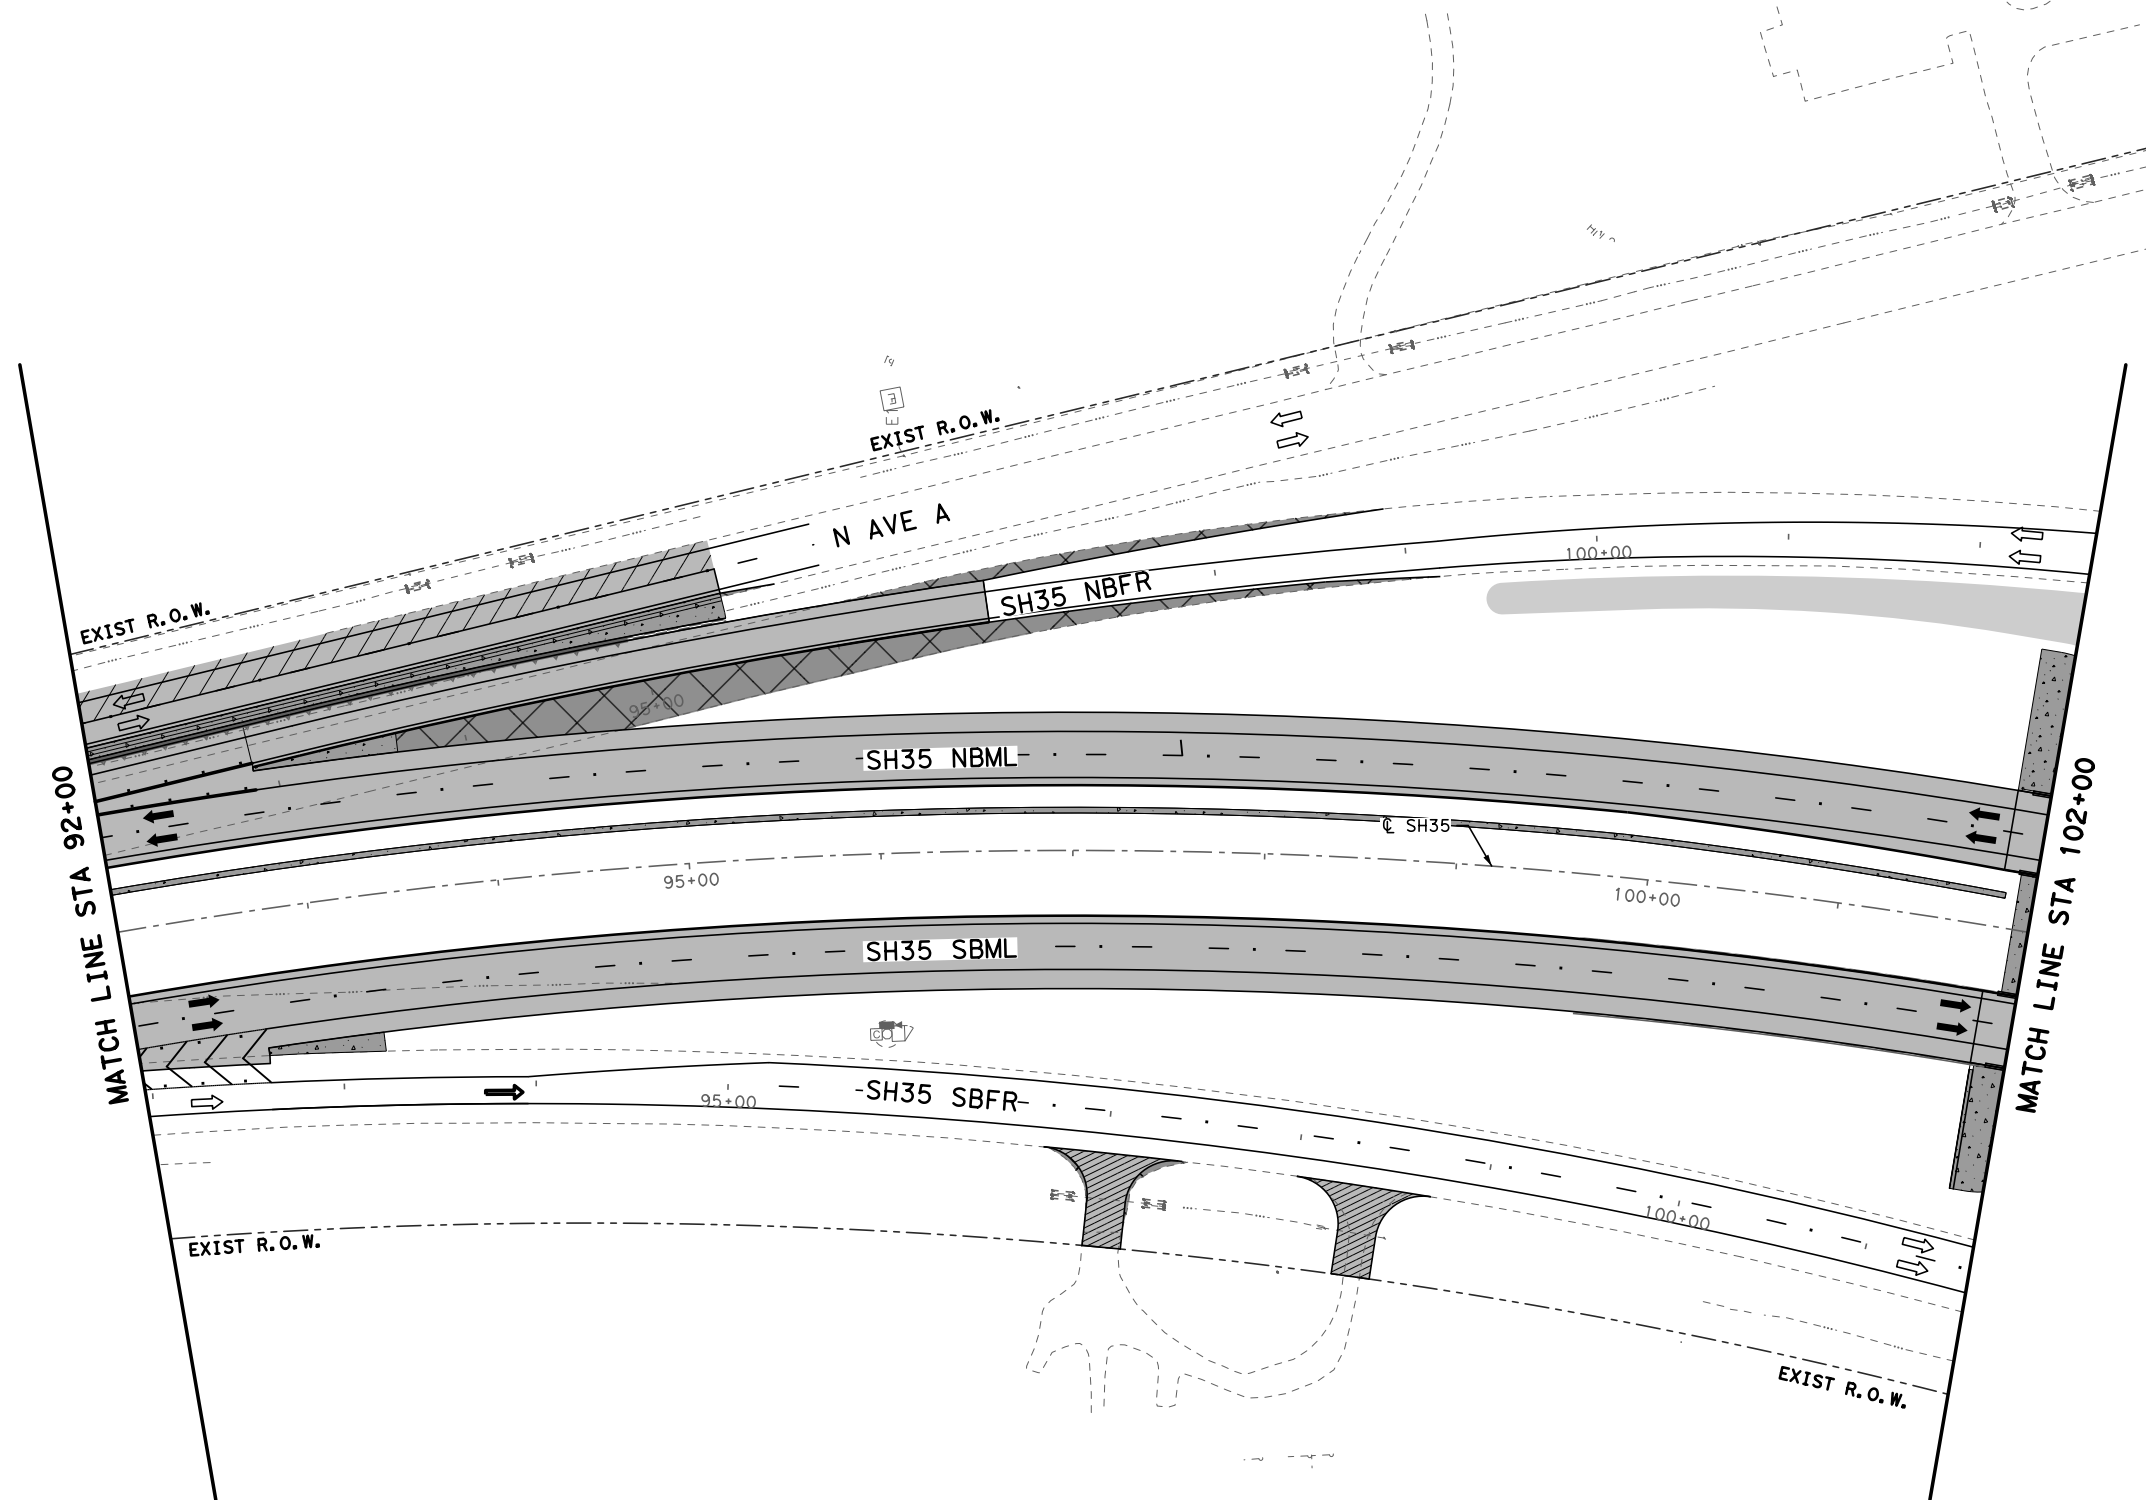 EXIST R.O.W.
N AVE A
EXIST R.O.W.
100+00
SH35 NBFR
95+00
SH35 NBML
MATCH LINE STA 92+00
MATCH LINE STA 102+00
℄ SH35
95+00
100+00
SH35 SBML
SH35 SBFR
95+00
100+00
EXIST R.O.W.
EXIST R.O.W.